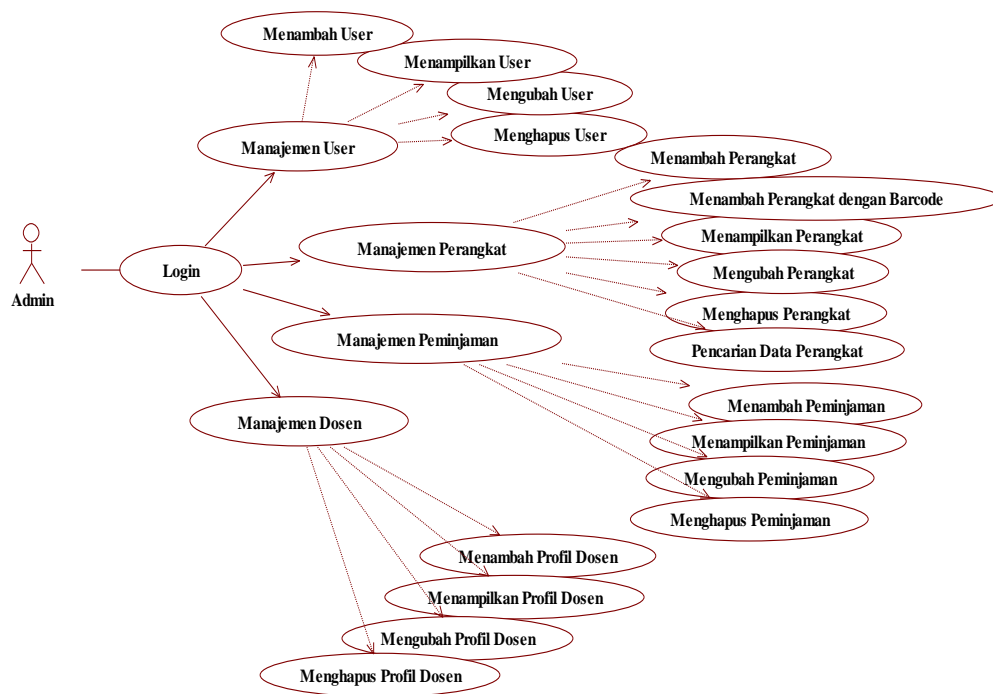 Menambah User
Menampilkan User
Mengubah User
Menghapus User
Manajemen User
Menambah Perangkat
Menambah Perangkat dengan Barcode
Menampilkan Perangkat
Manajemen Perangkat
Mengubah Perangkat
Login
Admin
Menghapus Perangkat
Manajemen Peminjaman
Pencarian Data Perangkat
Menambah Peminjaman
Manajemen Dosen
Menampilkan Peminjaman
Mengubah Peminjaman
Menghapus Peminjaman
Menambah Profil Dosen
Menampilkan Profil Dosen
Mengubah Profil Dosen
Menghapus Profil Dosen